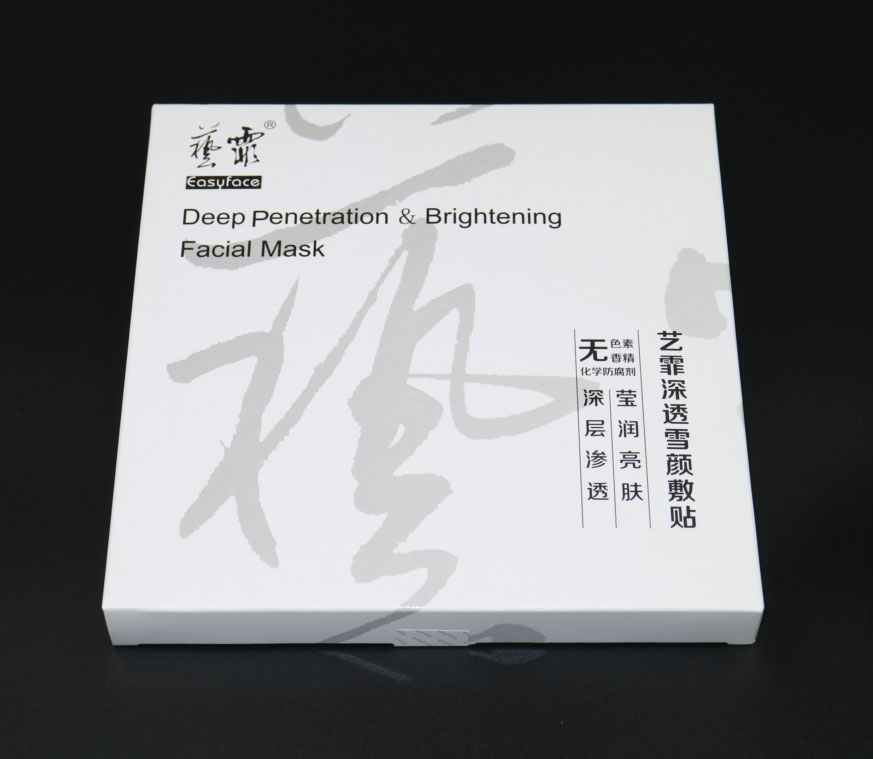 藝霏®
Easyface
Deep Penetration & Brightening
Facial Mask
艺霏深透雪颜敷贴
无色素
香精
化学防腐剂
莹润亮肤
深层渗透